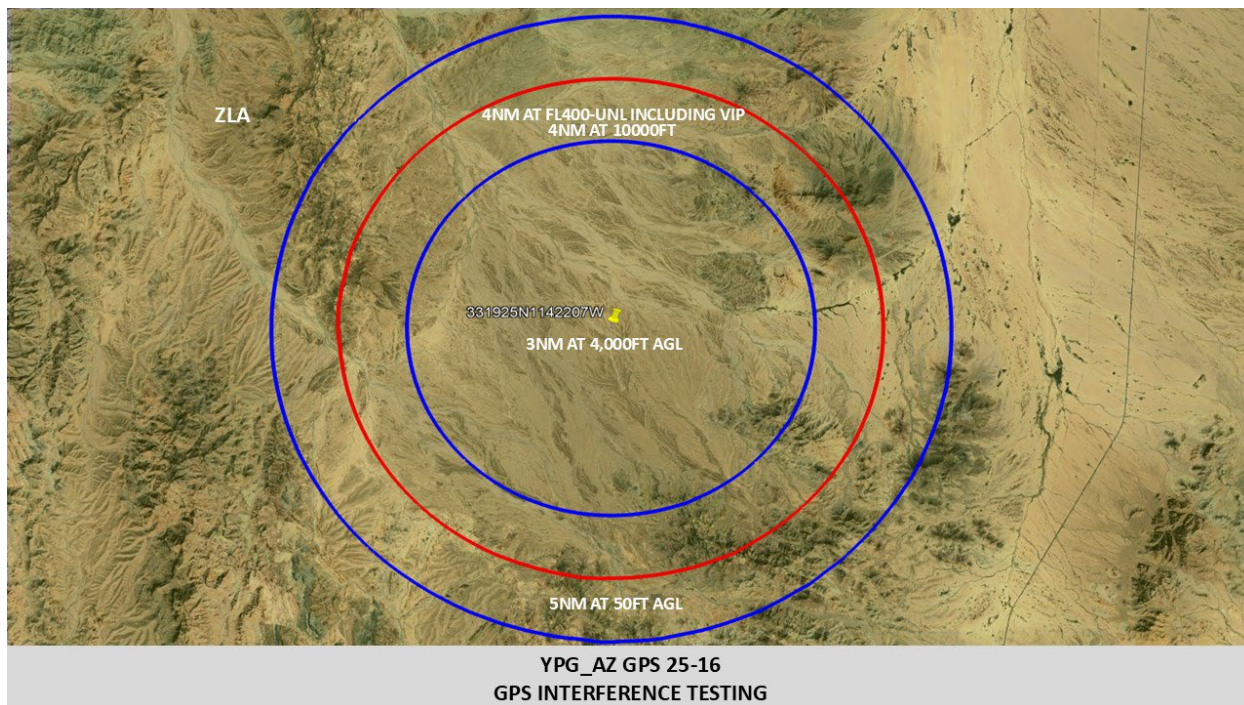 ZLA
4NM AT FL400-UNL INCLUDING VIP
4NM AT 10000FT
331925N1142207W
3NM AT 4,000FT AGL
5NM AT 50FT AGL
YPG_AZ GPS 25-16
GPS INTERFERENCE TESTING